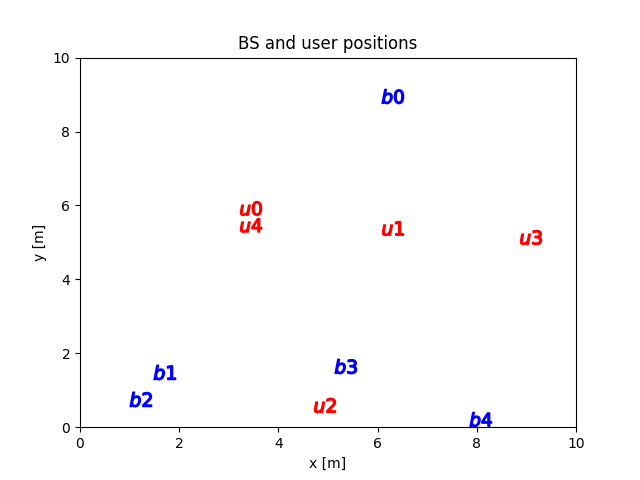 BS and user positions
10
8
6
4
2
0
y [m]
b0
u0
u4
u1
u3
b1
b3
b2
u2
b4
0 2 4 6 8 10
x [m]